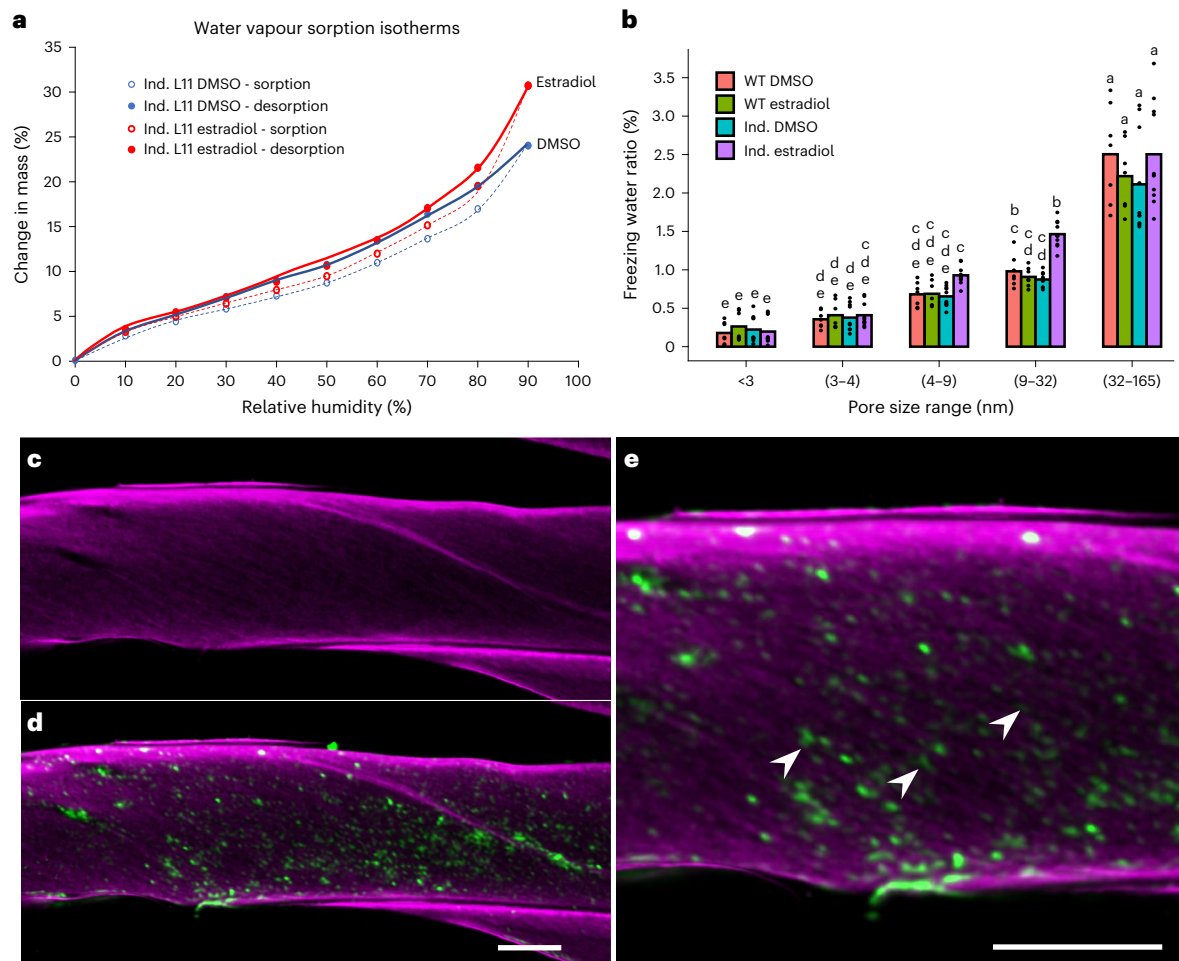 a
Water vapour sorption isotherms
35
30
25
20
15
10
5
0
Change in mass (%)
Ind. L11 DMSO - sorption
Ind. L11 DMSO - desorption
Ind. L11 estradiol - sorption
Ind. L11 estradiol - desorption
Estradiol
DMSO
0 10 20 30 40 50 60 70 80 90 100
Relative humidity (%)
b
3.5
3.0
2.5
2.0
1.5
1.0
0.5
0
Freezing water ratio (%)
WT DMSO
WT estradiol
Ind. DMSO
Ind. estradiol
e e e e
d e
d e
d e
c d e
c d e
c d e
c d e
c
b c
c d
c d
b
a a a a
<3 (3–4) (4–9) (9–32) (32–165)
Pore size range (nm)
c
d
e